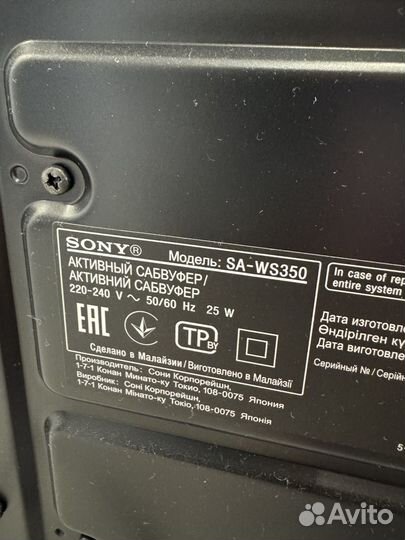 SONY® Модель: SA-WS350
АКТИВНЫЙ САБВУФЕР/
АКТИВНИЙ САБВУФЕР
220-240 V ~ 50/60 Hz 25 W
EAC TP BY
Сделано в Малайзии/Виготовлено в Малайзії
Производитель: Сони Корпорейшн,
1-7-1 Конан Минато-ку Токио, 108-0075 Япония
Виробник: Соні Корпорейшн,
1-7-1 Конан Мінато-ку Токіо, 108-0075 Японія
In case of rep
entire system
Дата изготовле
Өндірілген кү
Дата виготовле
Серийный № / Серійн
5-
Avito